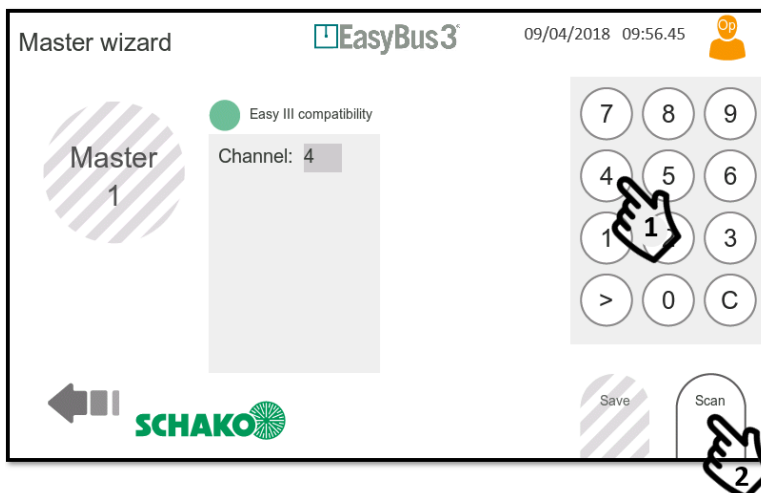 Master wizard
EasyBus3®
09/04/2018 09:56.45
Op
Master
1
Easy III compatibility
Channel: 4
7 8 9
4 5 6
1 3
> 0 C
1
SCHAKO
Save
Scan
2